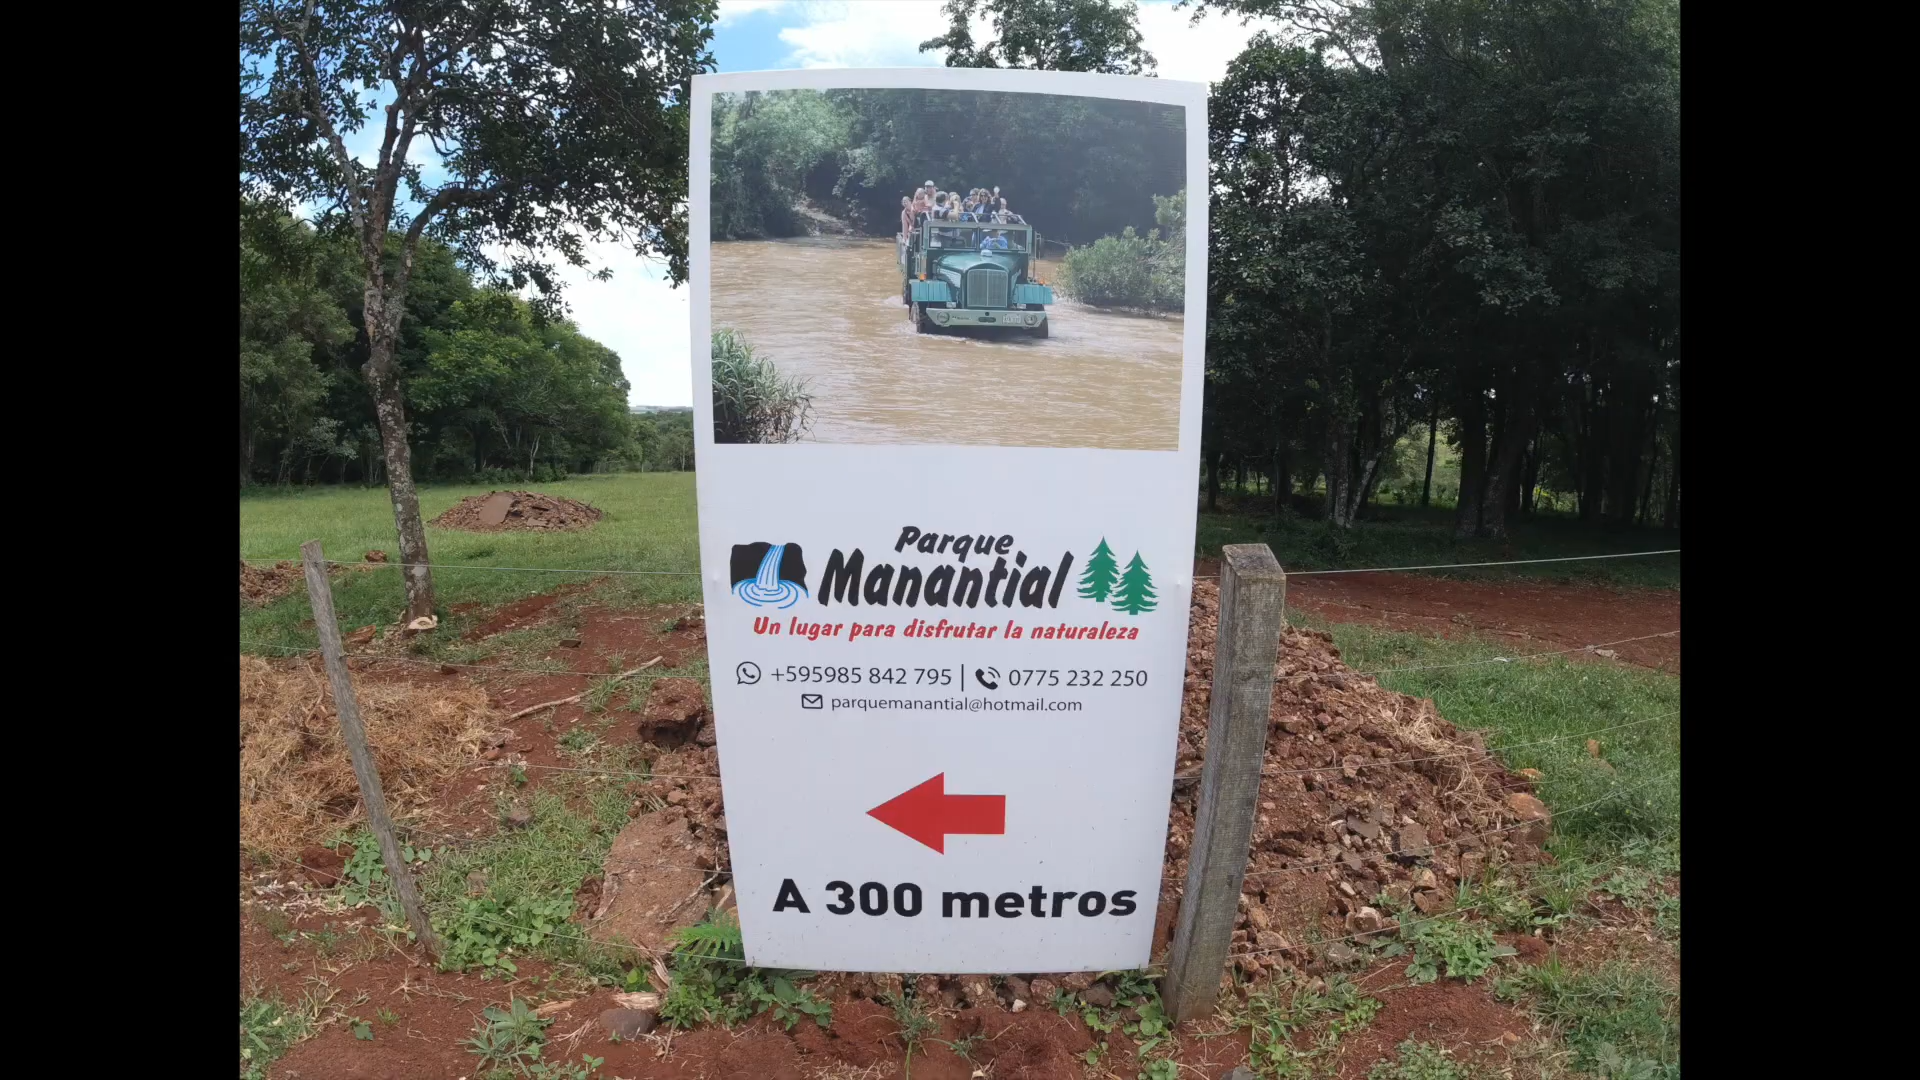 Parque
Manantial
Un lugar para disfrutar la naturaleza
+595985 842 795 | 0775 232 250
parquemanantial@hotmail.com
A 300 metros